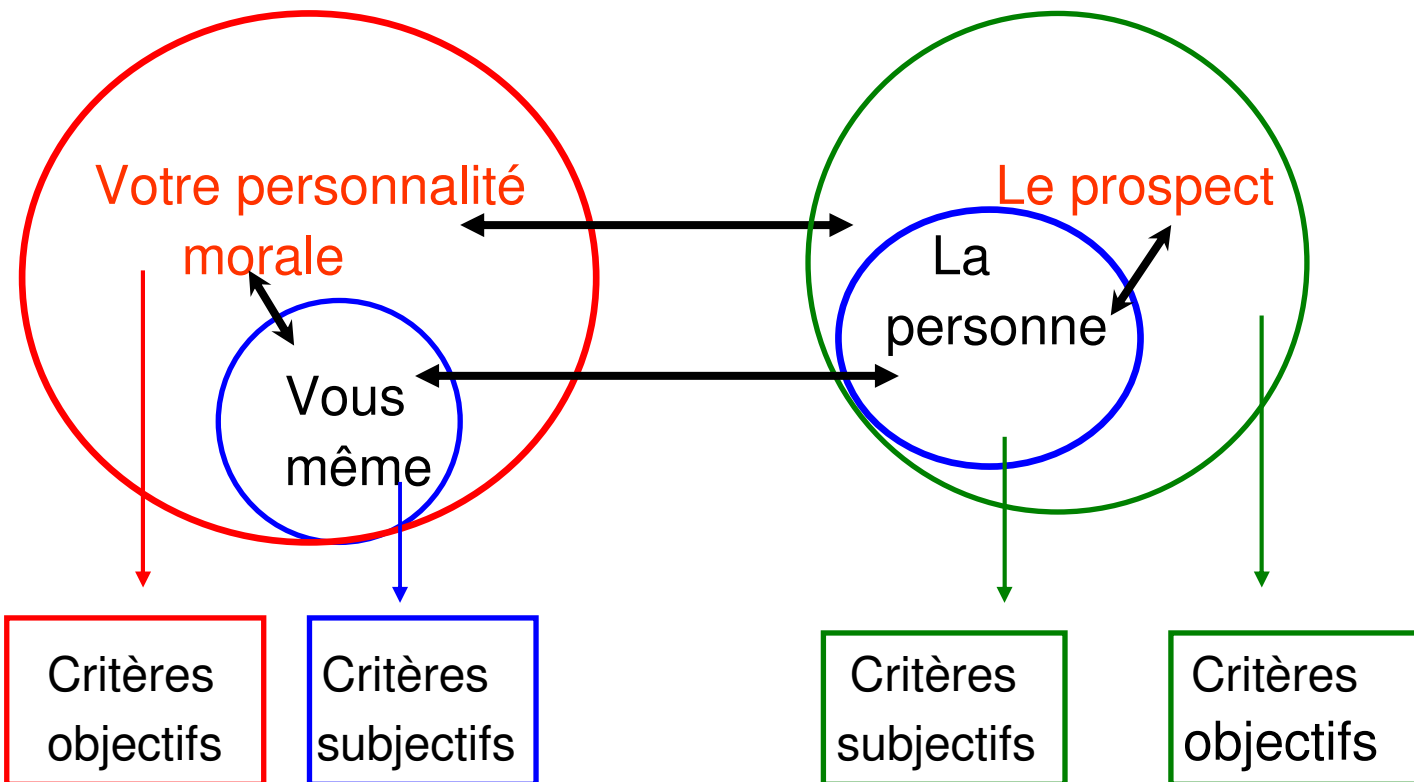 Votre personnalité
morale
Le prospect
La
personne
Vous
même
Critères
objectifs
Critères
subjectifs
Critères
subjectifs
Critères
objectifs